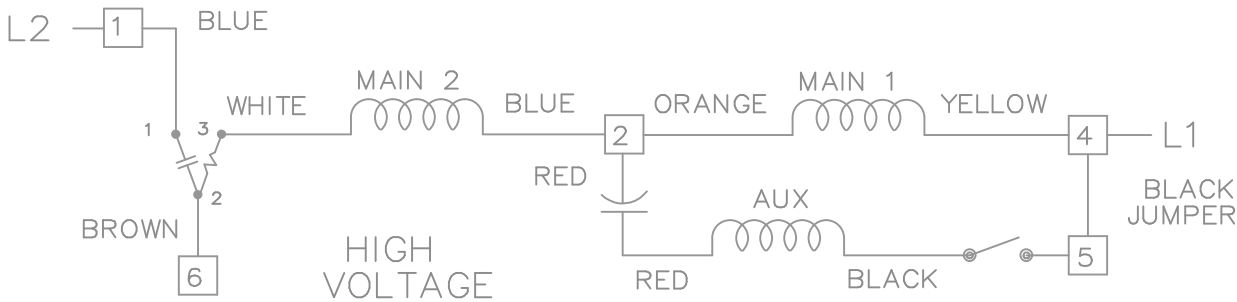 L2
1
BLUE
1
3
WHITE
MAIN 2
BLUE
2
ORANGE
MAIN 1
YELLOW
4
L1
2
RED
AUX
BLACK
JUMPER
BROWN
6
HIGH
VOLTAGE
RED
BLACK
5